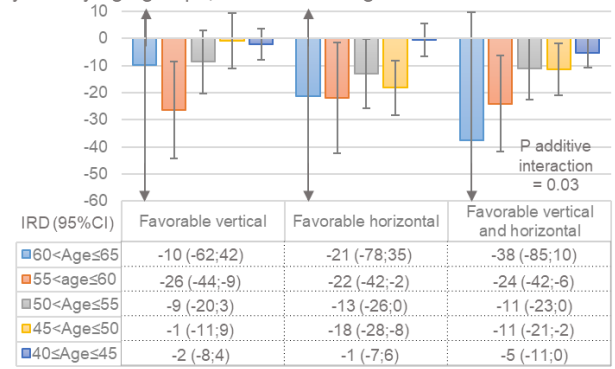 10
0
-10
-20
-30
-40
-50
-60
P additive
interaction
= 0.03
IRD (95%CI) Favorable vertical Favorable horizontal Favorable vertical and horizontal
60<Age≤65 -10 (-62;42) -21 (-78;35) -38 (-85;10)
55<age≤60 -26 (-44;-9) -22 (-42;-2) -24 (-42;-6)
50<Age≤55 -9 (-20;3) -13 (-26;0) -11 (-23;0)
45<Age≤50 -1 (-11;9) -18 (-28;-8) -11 (-21;-2)
40≤Age≤45 -2 (-8;4) -1 (-7;6) -5 (-11;0)